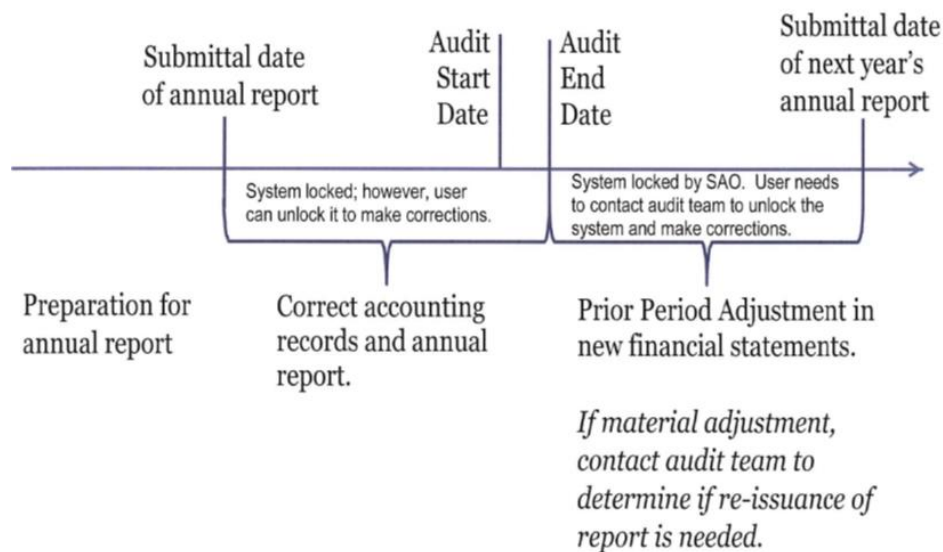 Submittal date
of annual report
Audit
Start
Date
Audit
End
Date
Submittal date
of next year's
annual report
System locked; however, user
can unlock it to make corrections.
System locked by SAO. User needs
to contact audit team to unlock the
system and make corrections.
Preparation for
annual report
Correct accounting
records and annual
report.
Prior Period Adjustment in
new financial statements.
If material adjustment,
contact audit team to
determine if re-issuance of
report is needed.